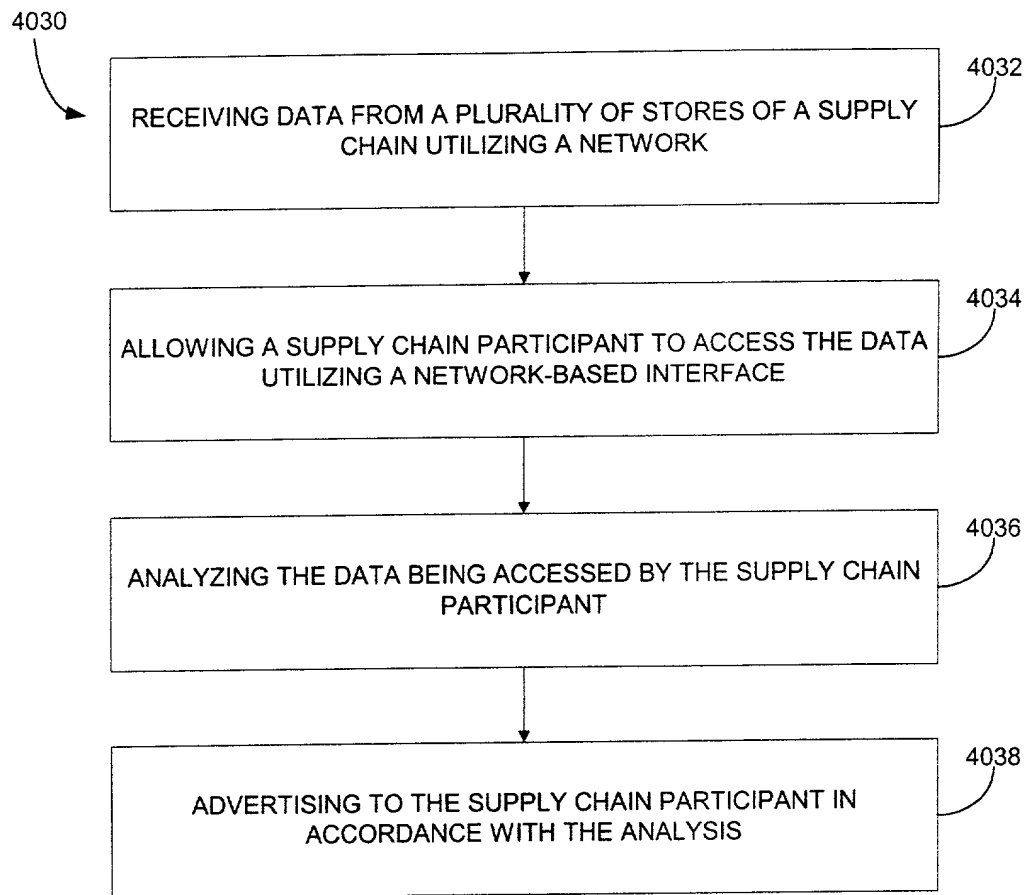 4030
4032
RECEIVING DATA FROM A PLURALITY OF STORES OF A SUPPLY
CHAIN UTILIZING A NETWORK
4034
ALLOWING A SUPPLY CHAIN PARTICIPANT TO ACCESS THE DATA
UTILIZING A NETWORK-BASED INTERFACE
4036
ANALYZING THE DATA BEING ACCESSED BY THE SUPPLY CHAIN
PARTICIPANT
4038
ADVERTISING TO THE SUPPLY CHAIN PARTICIPANT IN
ACCORDANCE WITH THE ANALYSIS